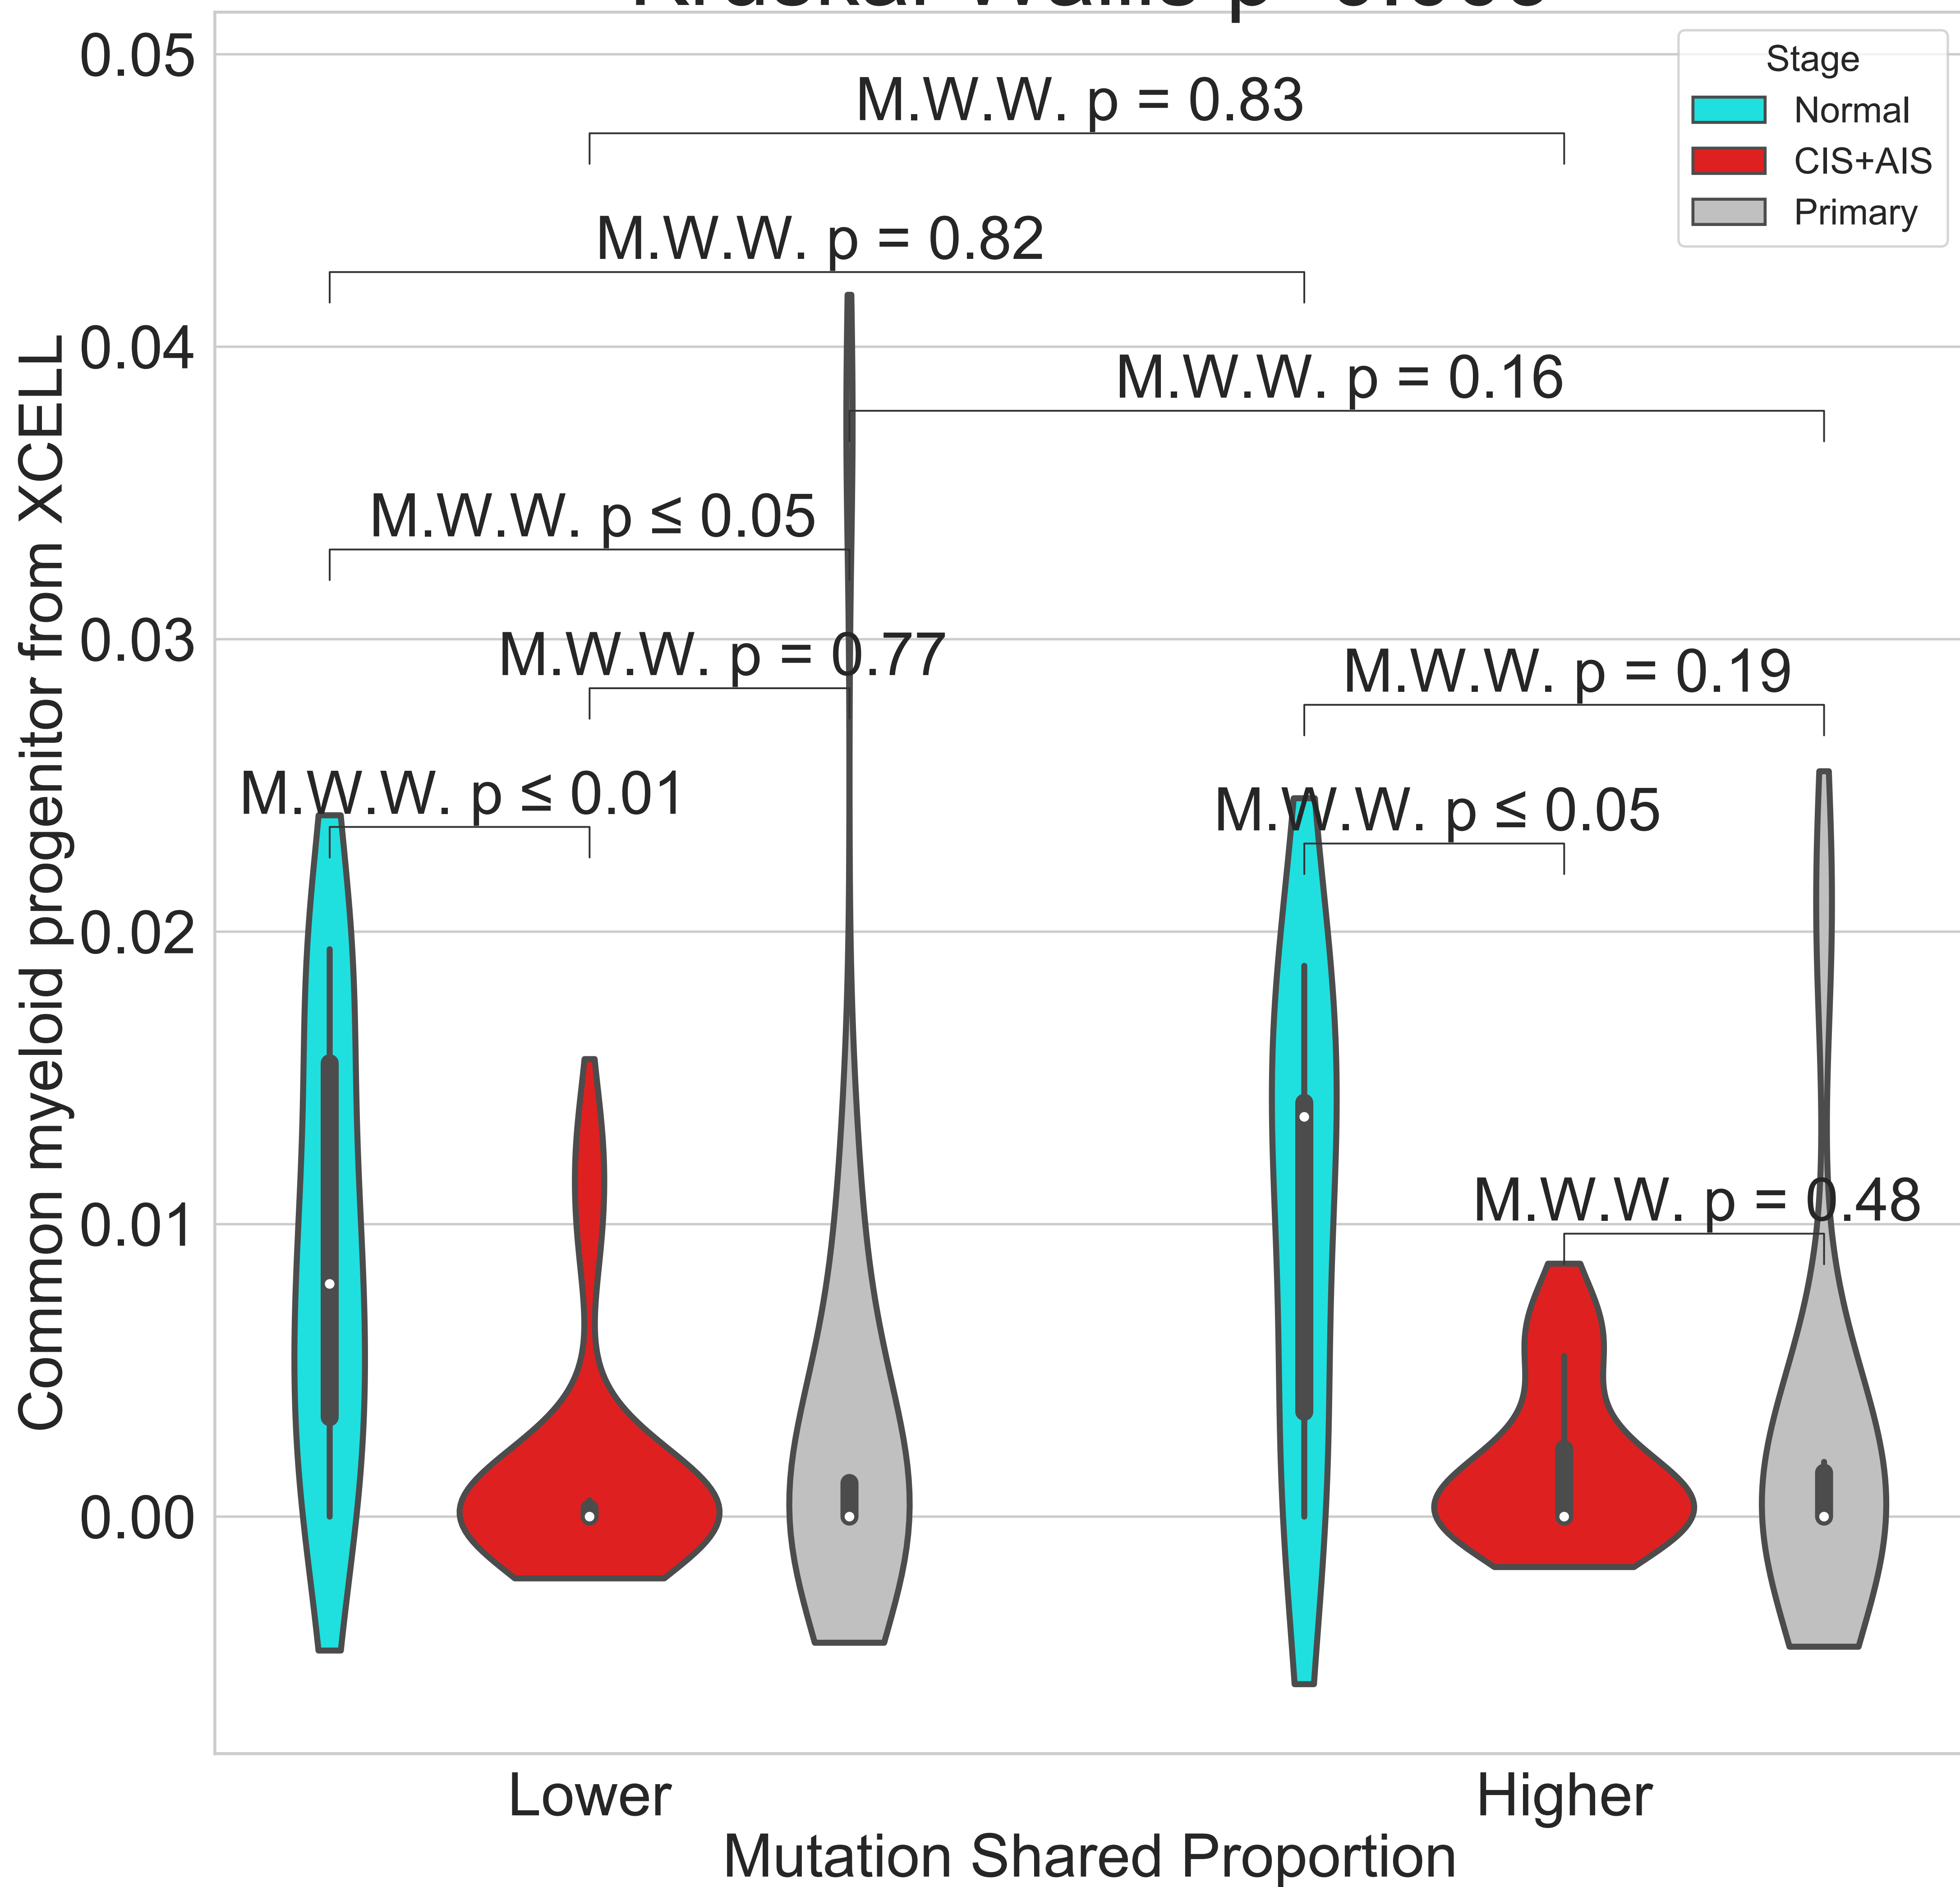 0.05
0.04
0.03
0.02
0.01
0.00
Common myeloid progenitor from XCELL
M.W.W. p = 0.83
M.W.W. p = 0.82
M.W.W. p = 0.16
M.W.W. p ≤ 0.05
M.W.W. p = 0.77
M.W.W. p = 0.19
M.W.W. p ≤ 0.01
M.W.W. p ≤ 0.05
M.W.W. p = 0.48
Stage
Normal
CIS+AIS
Primary
Lower
Higher
Mutation Shared Proportion